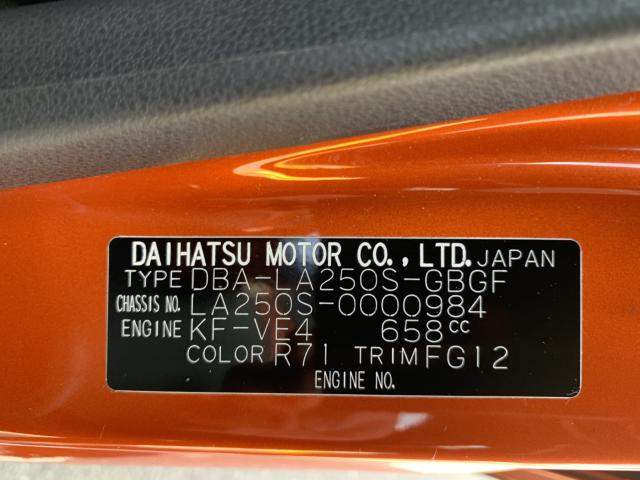 DAIHATSU MOTOR CO., LTD. JAPAN
TYPE DBA-LA250S-GBGF
CHASSIS NO. LA250S-0000984
ENGINE KF-VE4 658cc
COLOR R71 TRIM FG12
ENGINE NO.